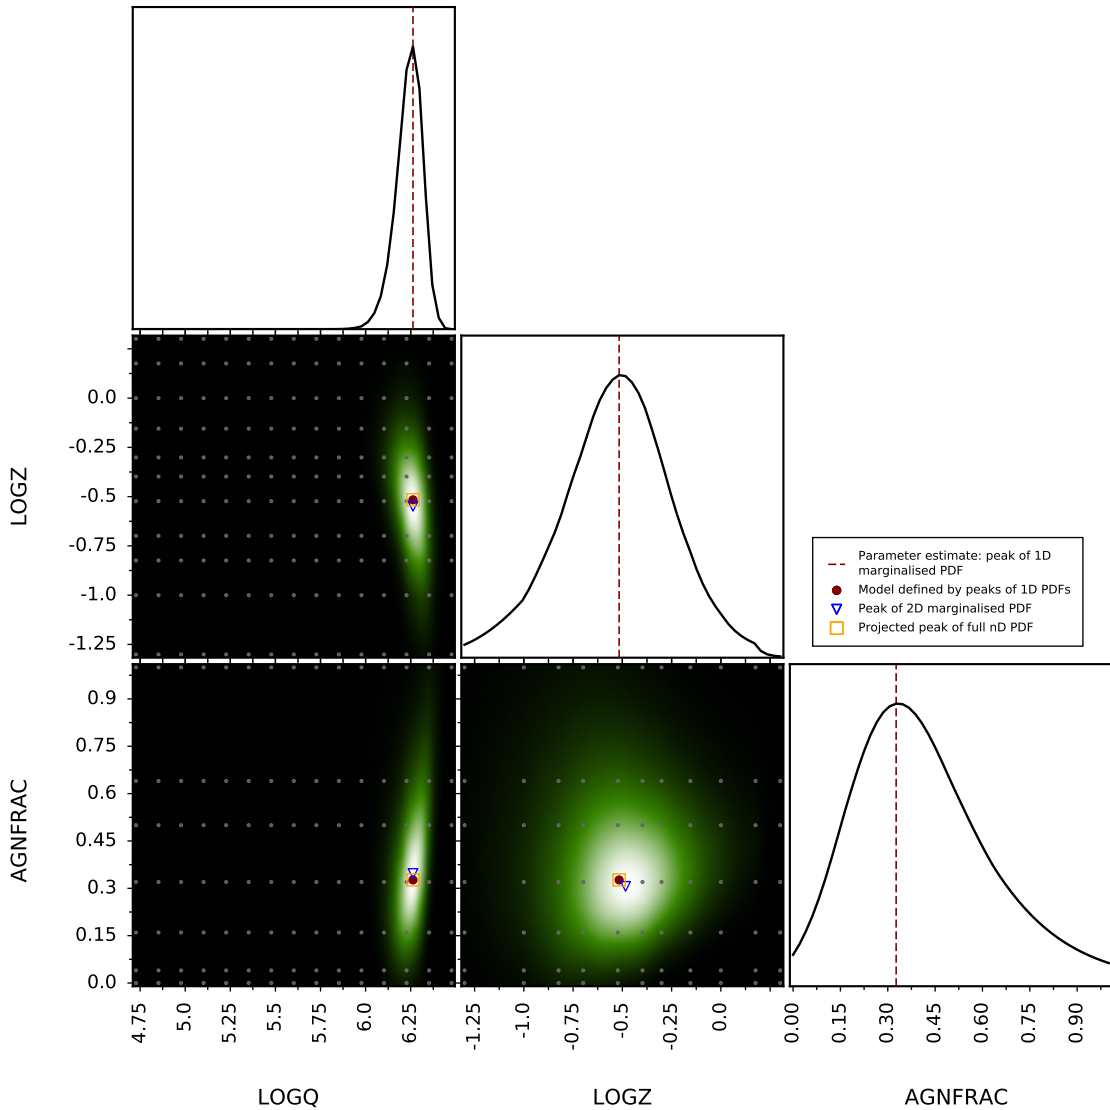 0.0
-0.25
-0.5
-0.75
-1.0
-1.25
LOGZ
Parameter estimate: peak of 1D
marginalised PDF
Model defined by peaks of 1D PDFs
Peak of 2D marginalised PDF
Projected peak of full nD PDF
0.9
0.75
0.6
0.45
0.3
0.15
0.0
AGNFRAC
4.75 5.0 5.25 5.5 5.75 6.0 6.25
-1.25 -1.0 -0.75 -0.5 -0.25 0.0
0.00 0.15 0.30 0.45 0.60 0.75 0.90
LOGQ LOGZ AGNFRAC